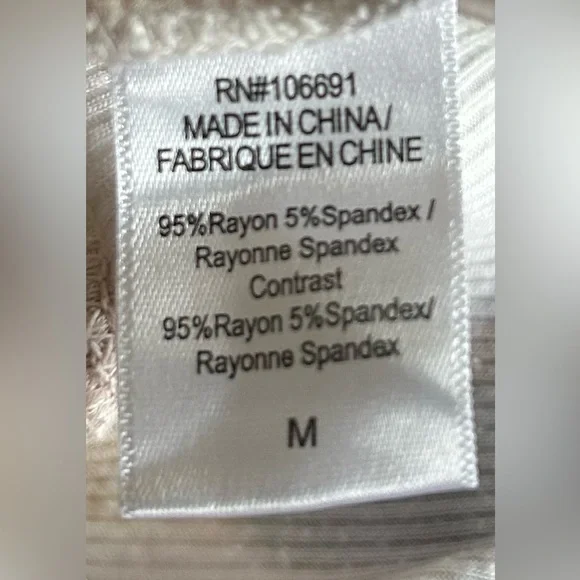 RN#106691
MADE IN CHINA/
FABRIQUE EN CHINE
95%Rayon 5%Spandex /
Rayonne Spandex
Contrast
95%Rayon 5%Spandex/
Rayonne Spandex
M